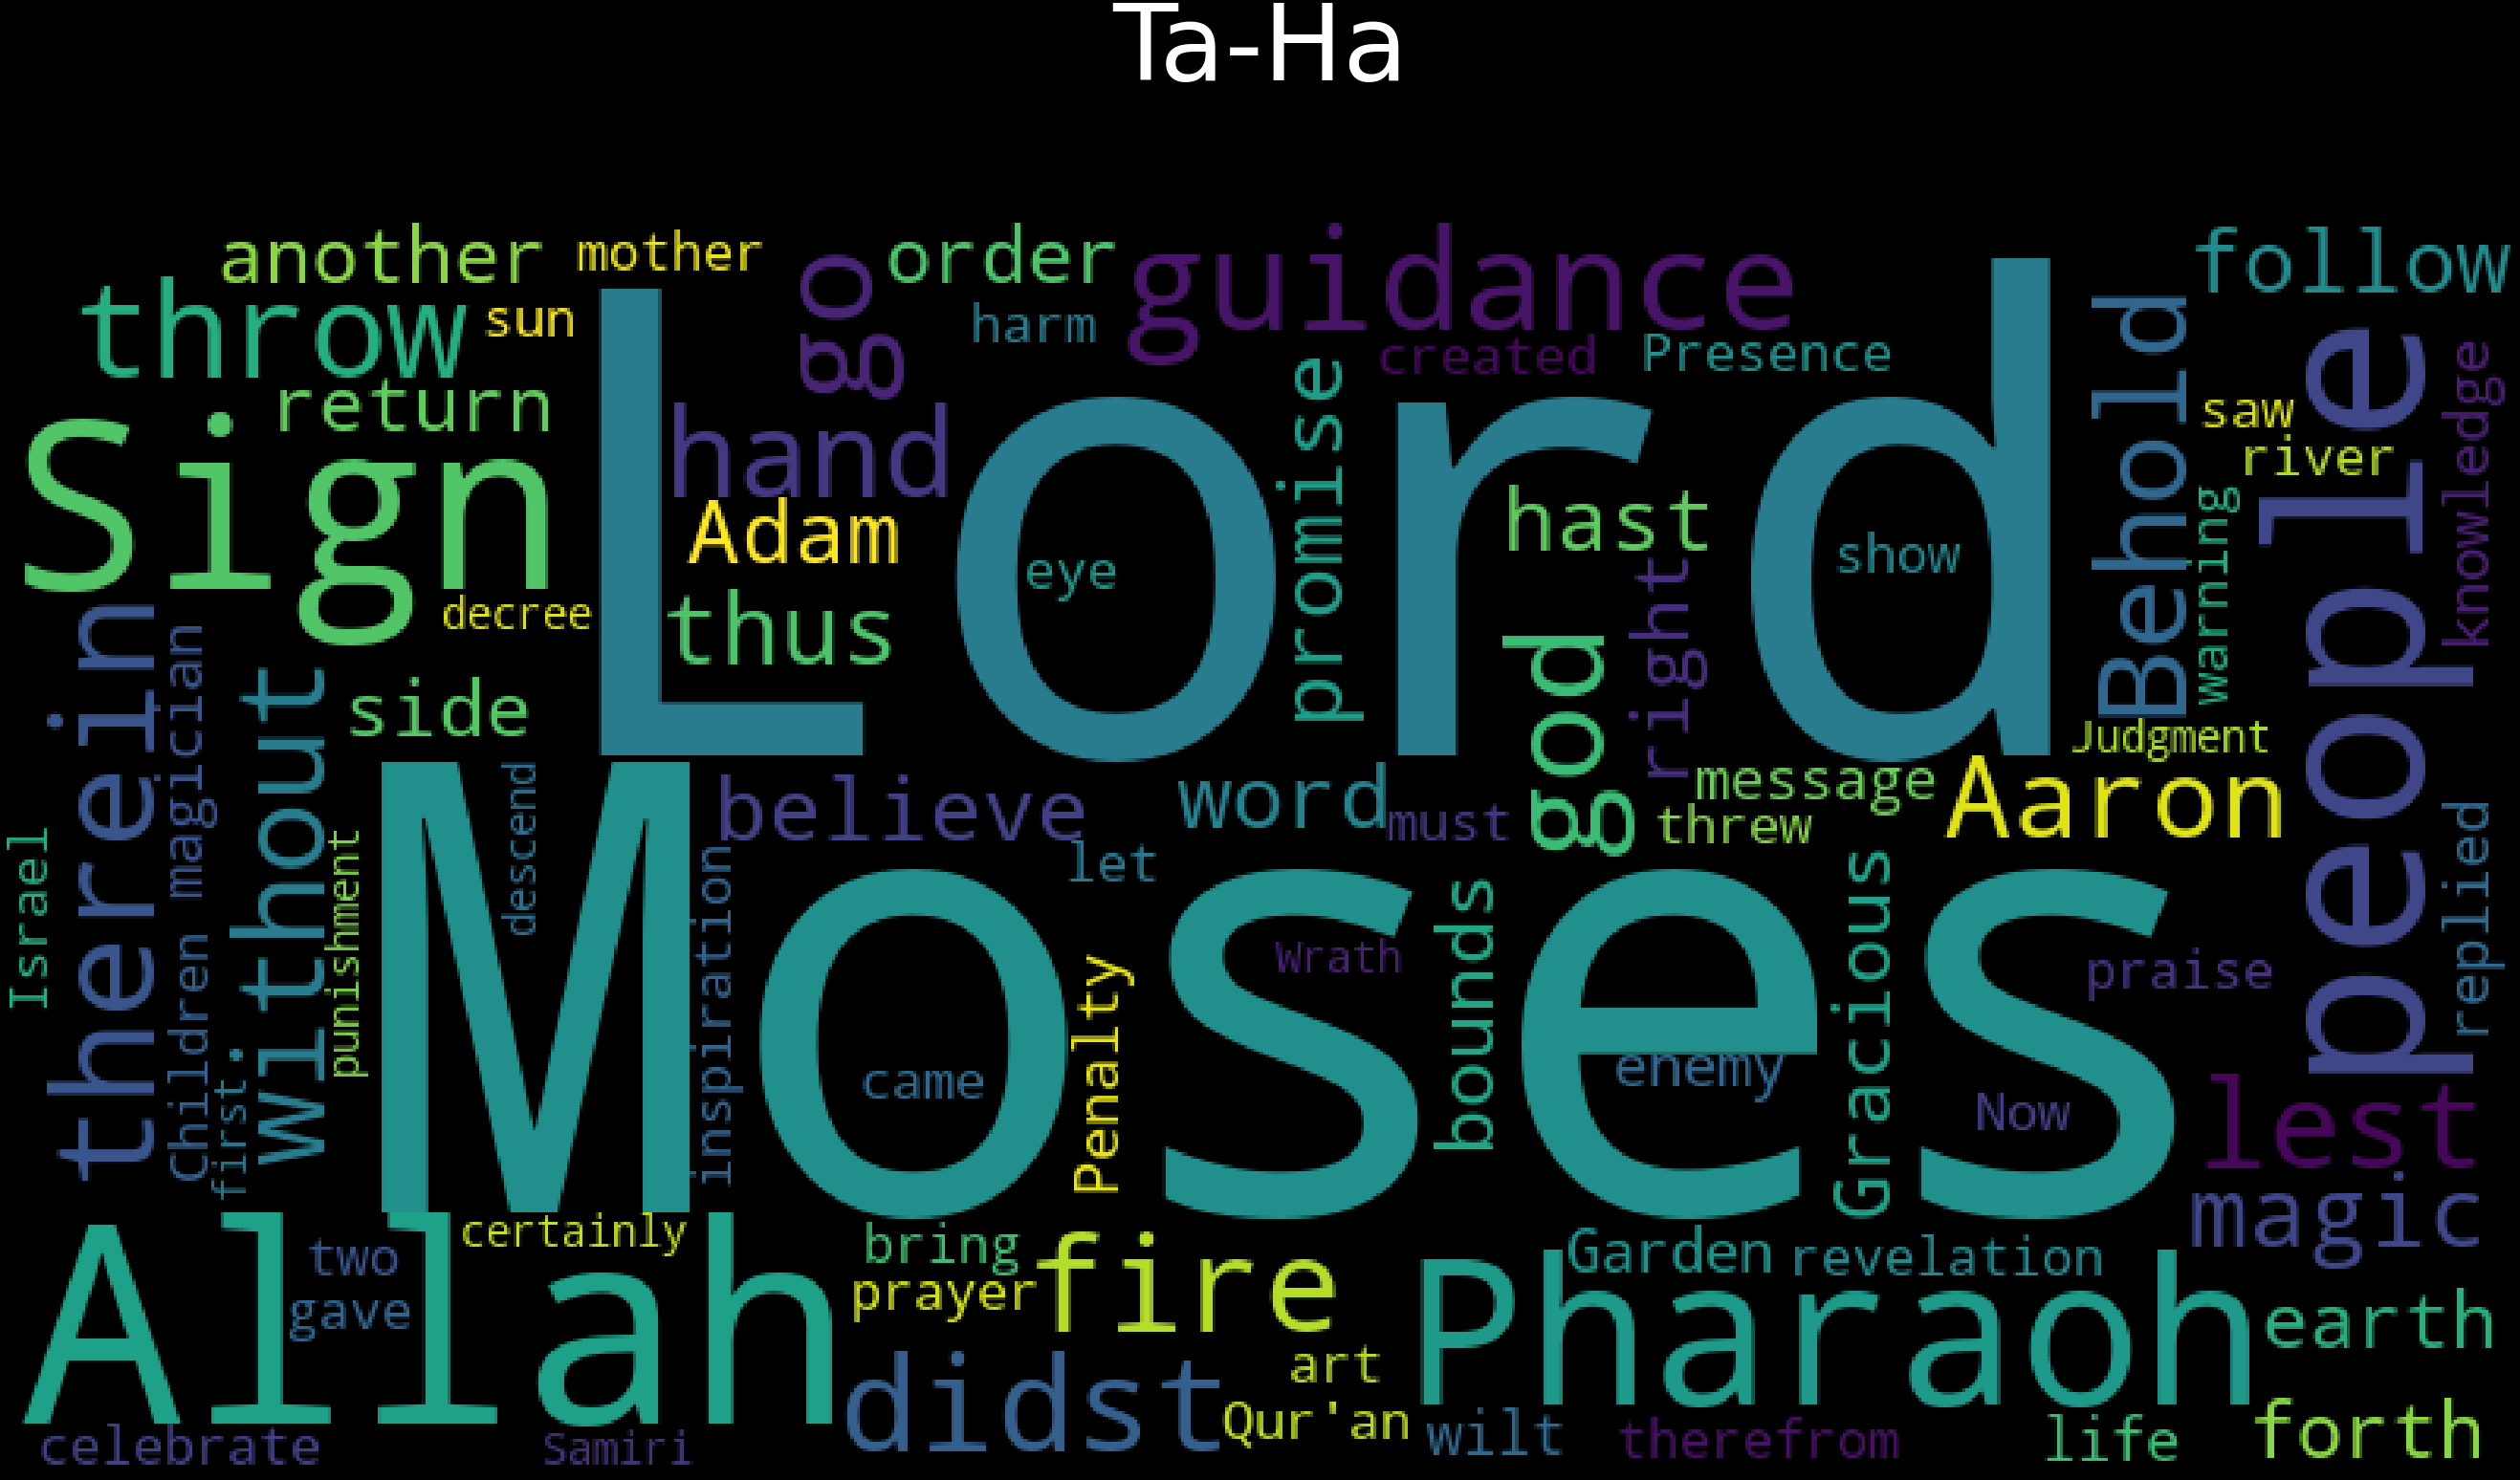 Ta-Ha
another
mother
order
guidance
follow
throw
sun
go
harm
created
Presence
Behold
people
knowledge
return
hand
promise
saw
river
Sign
Lord
Adam
eye
hast
show
warning
decree
thus
right
therein
magician
without
side
god
Judgment
Moses
descend
believe
word
must
message
threw
Aaron
Israel
punishment
inspiration
let
bounds
Gracious
replied
Children
first
Wrath
praise
Penalty
came
enemy
Now
lest
magic
Allah
certainly
two
gave
bring
prayer
fire
Garden
revelation
Pharaoh
earth
didst
art
Qur'an
wilt
therefrom
life
forth
celebrate
Samiri